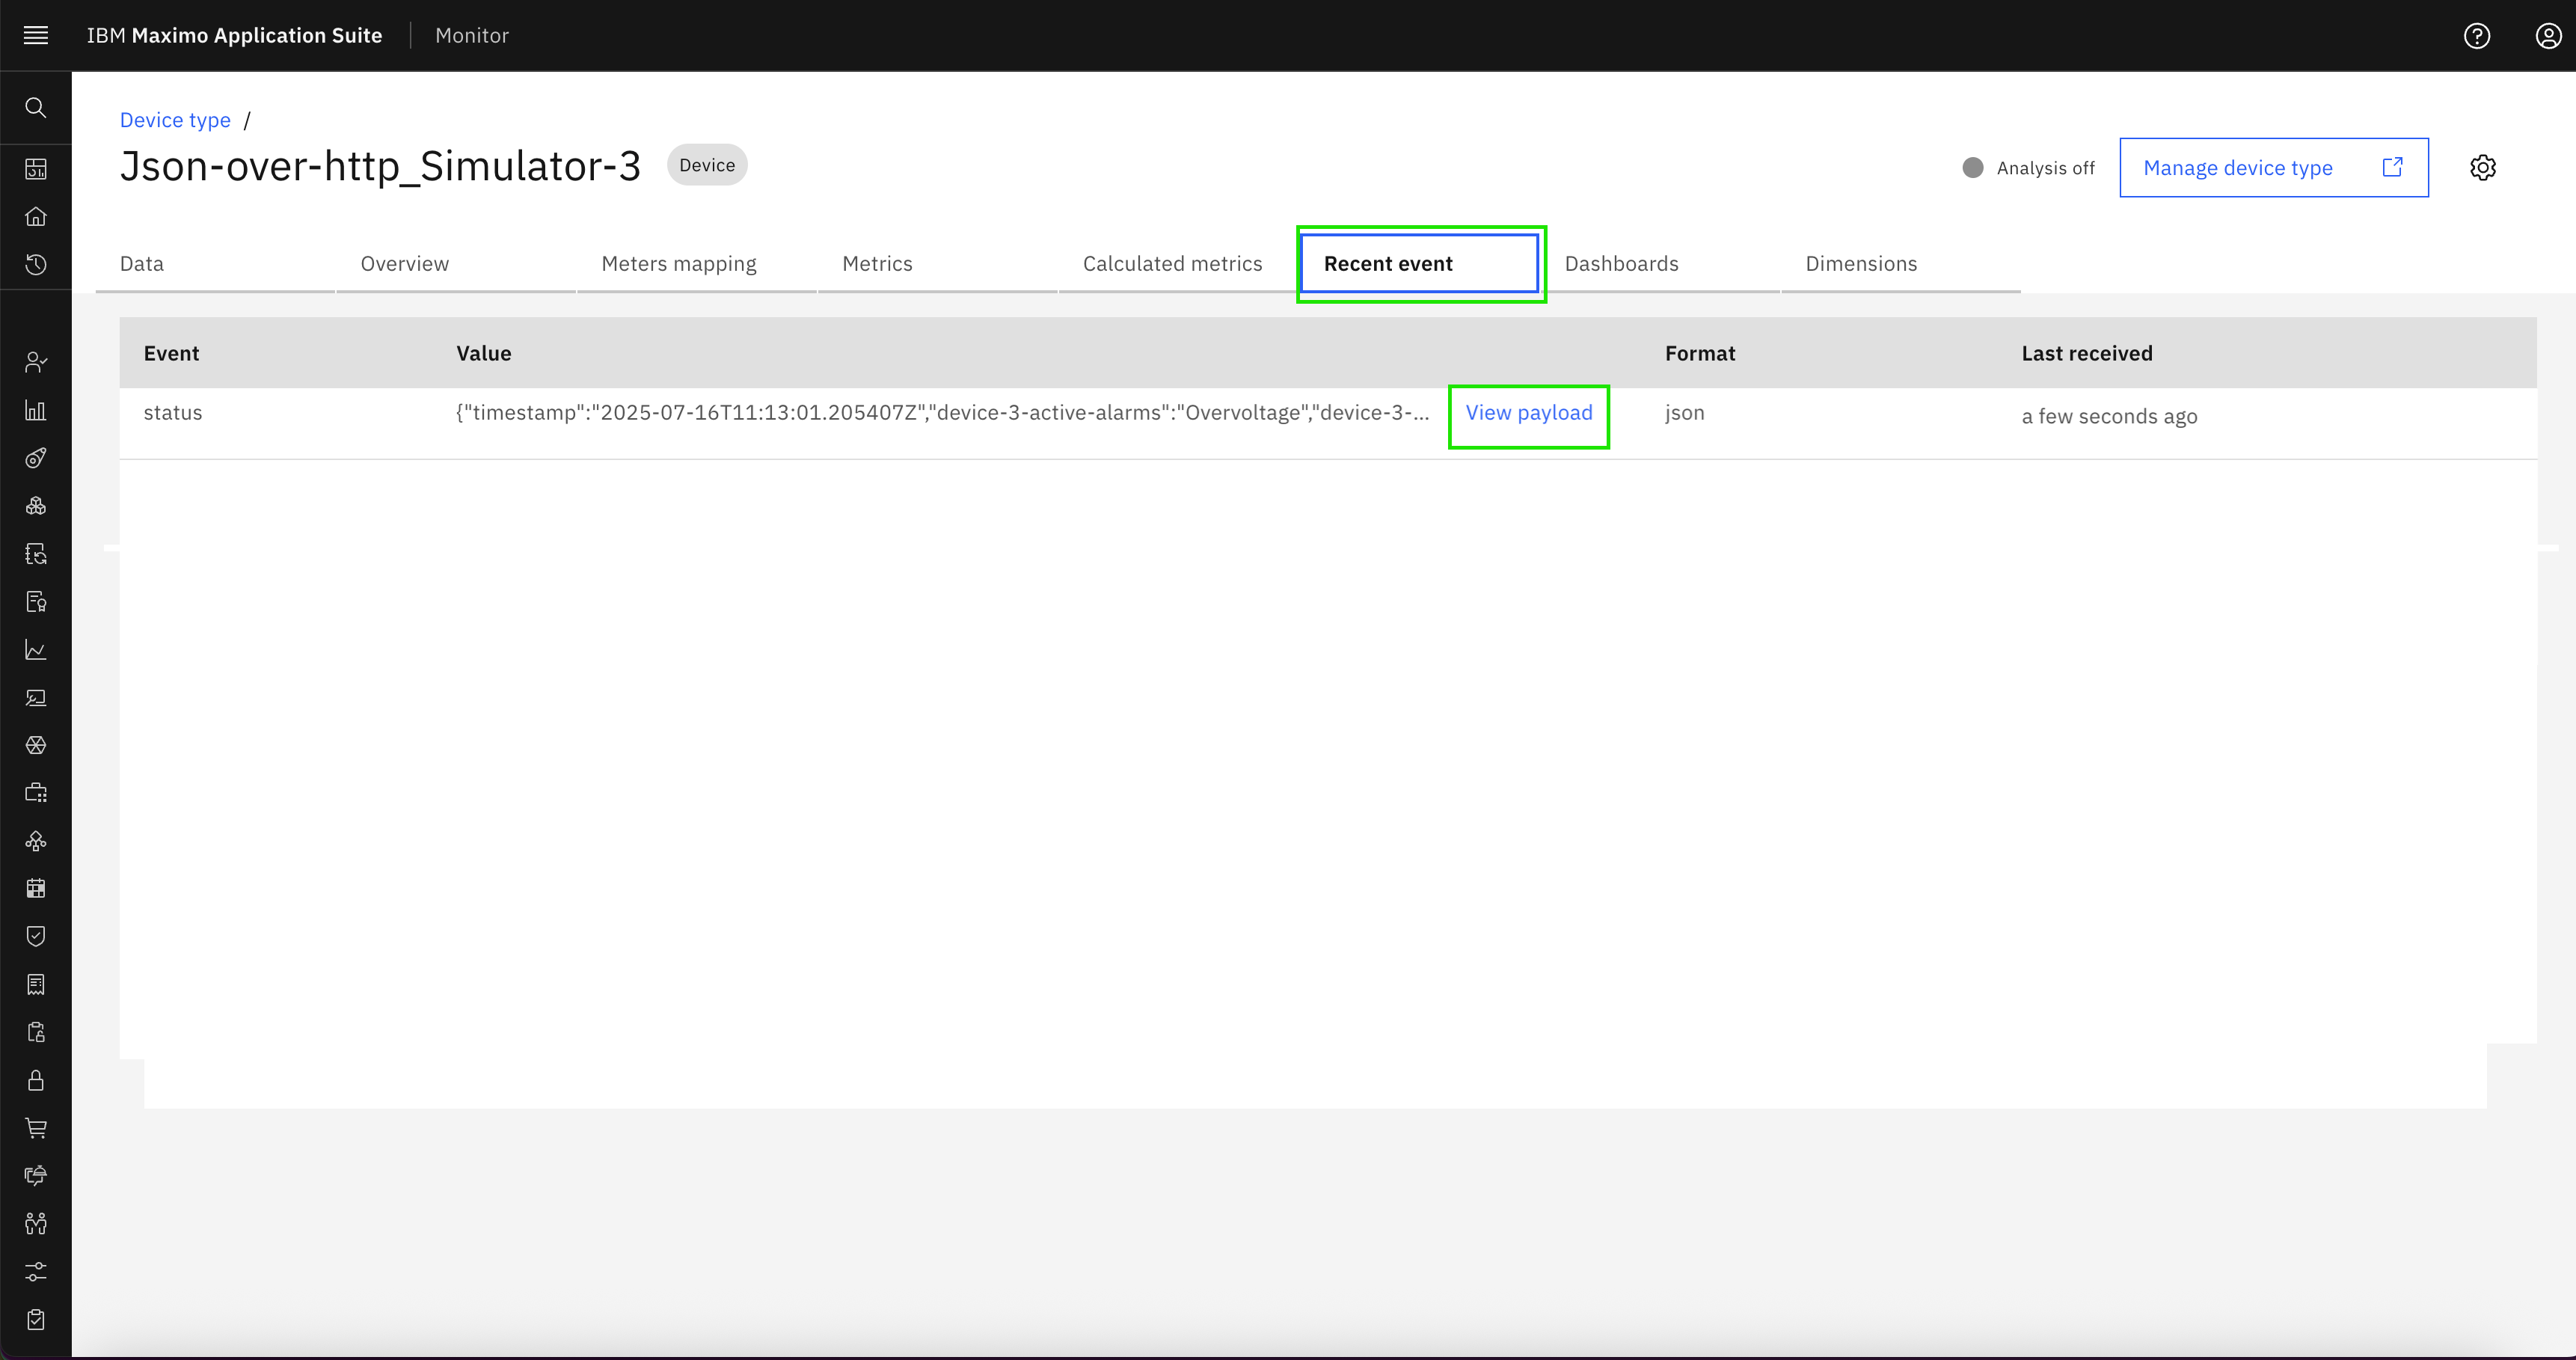 IBM Maximo Application Suite Monitor
Device type /
Json-over-http_Simulator-3 Device
Analysis off Manage device type
Data Overview Meters mapping Metrics Calculated metrics Recent event Dashboards Dimensions
Event Value Format Last received
status {"timestamp":"2025-07-16T11:13:01.205407Z","device-3-active-alarms":"Overvoltage","device-3-... View payload json a few seconds ago